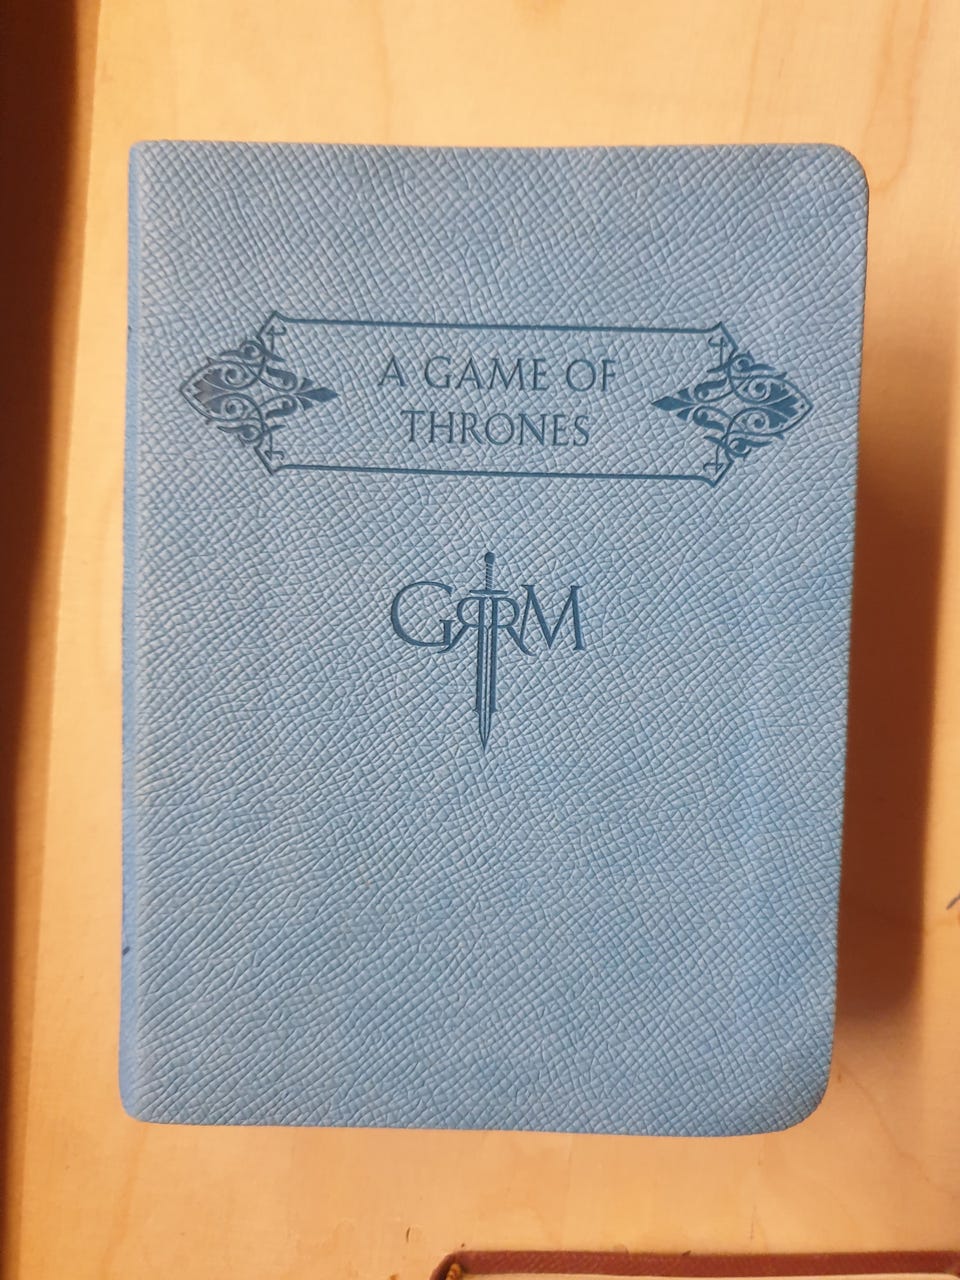 A GAME OF
THRONES
GRRM